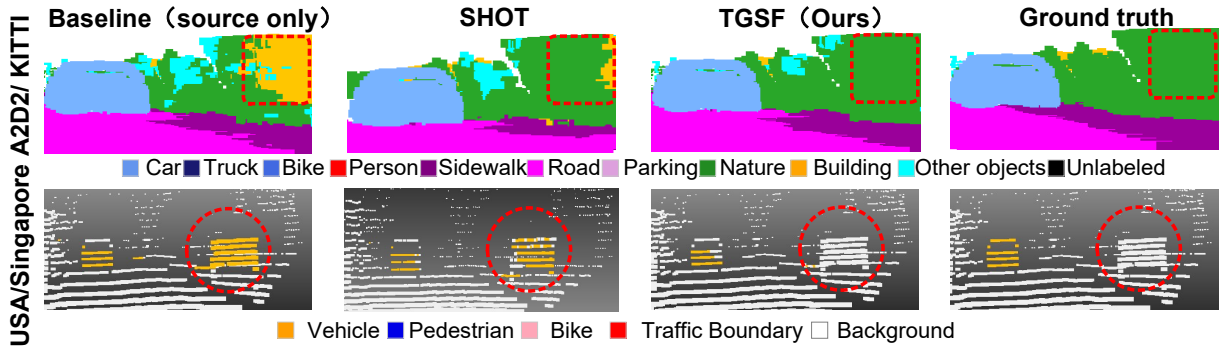 Baseline（source only） SHOT TGSF（Ours） Ground truth
USA/Singapore A2D2/ KITTI
Car Truck Bike Person Sidewalk Road Parking Nature Building Other objects Unlabeled
Vehicle Pedestrian Bike Traffic Boundary Background